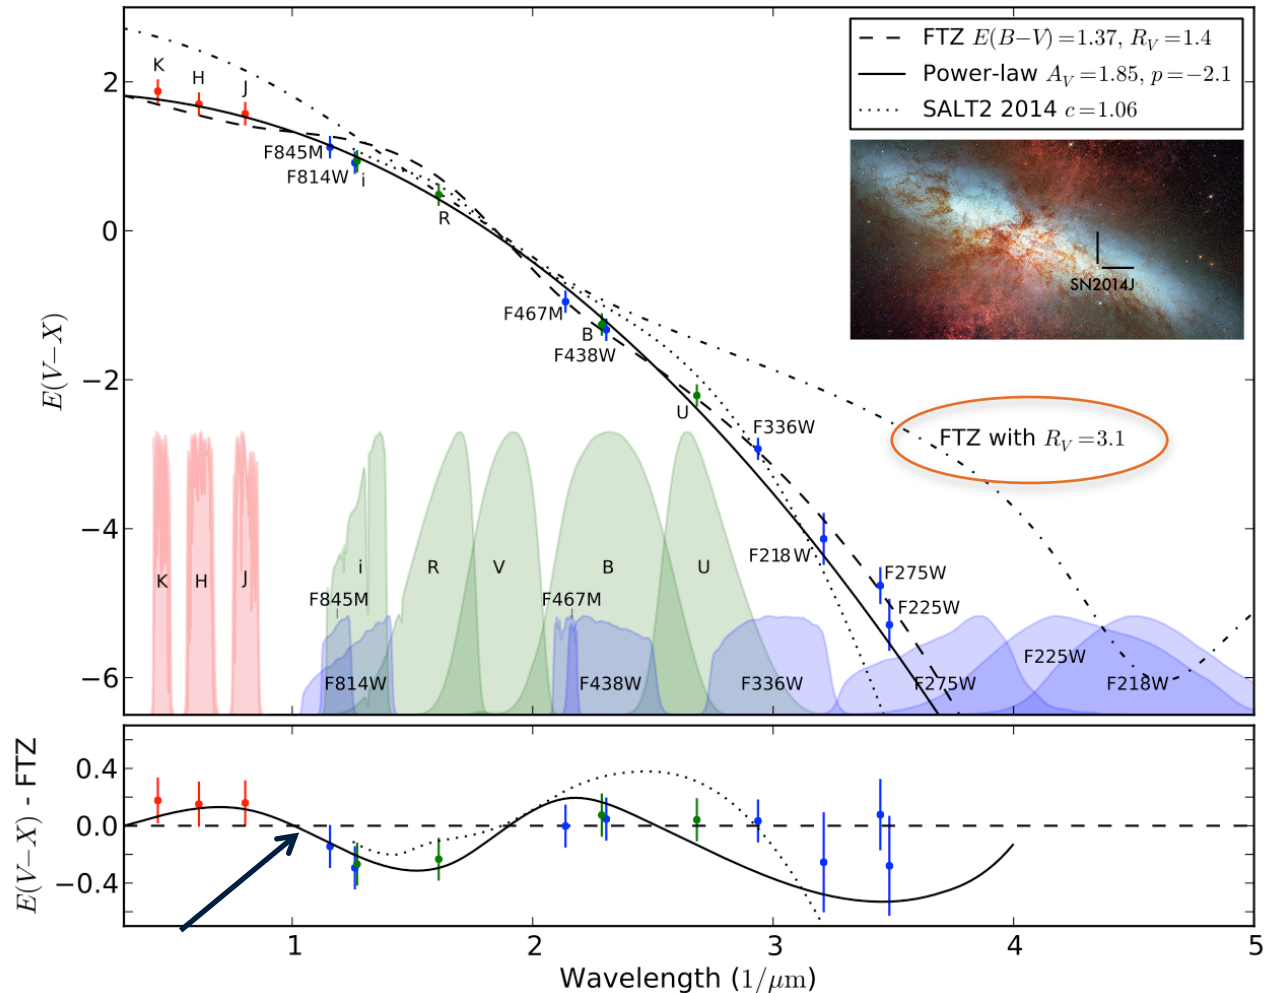 FTZ E(B−V)=1.37, R_V=1.4
Power-law A_V=1.85, p=−2.1
SALT2 2014 c=1.06
SN2014J
FTZ with R_V=3.1
E(V−X)
2
0
−2
−4
−6
K
H
J
F845M
F814W
i
R
F467M
B
F438W
U
F336W
F218W
F275W
F225W
K
H
J
i
F845M
F814W
R
V
F467M
B
F438W
U
F336W
F275W
F225W
F218W
E(V−X) - FTZ
0.4
0.0
−0.4
1
2
3
4
5
Wavelength (1/μm)